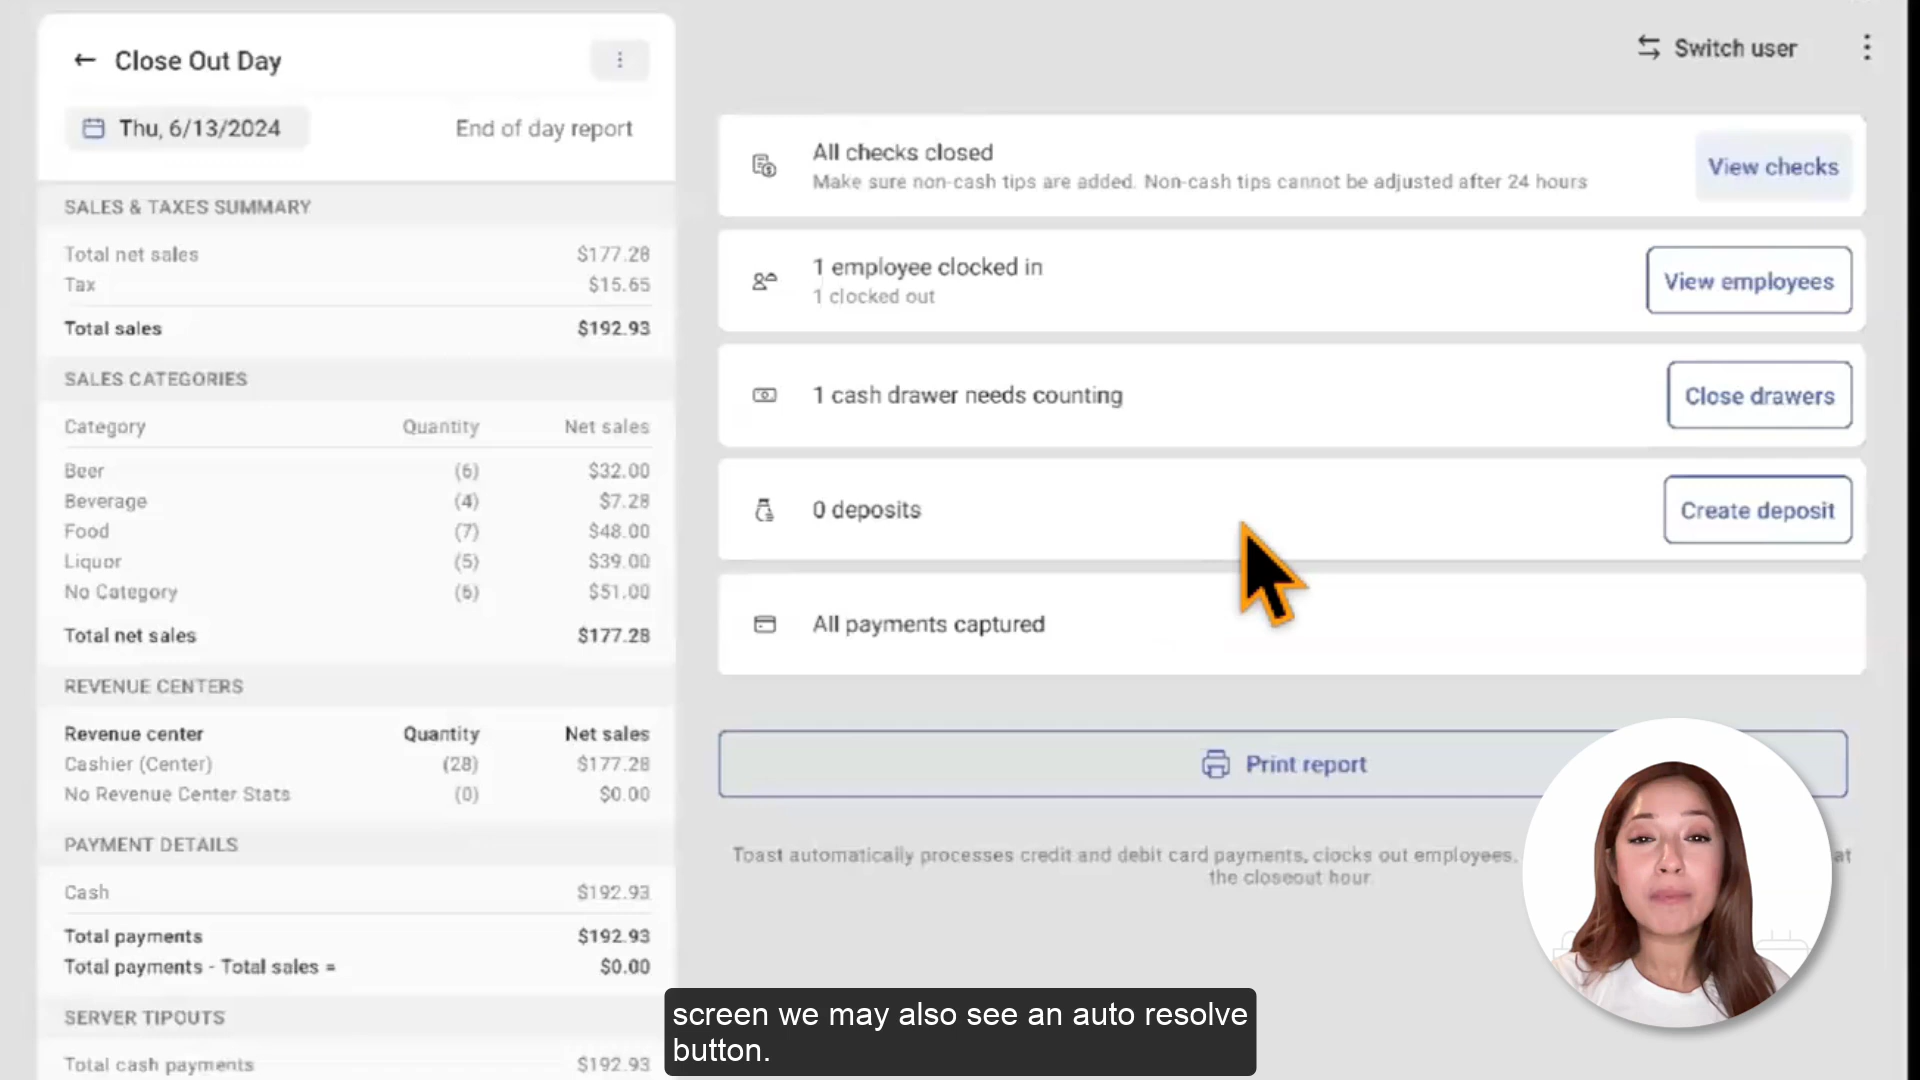 Close Out Day
Thu, 6/13/2024 End of day report
SALES & TAXES SUMMARY
Total net sales $177.28
Tax $15.65
Total sales $192.93
SALES CATEGORIES
Category Quantity Net sales
Beer (6) $32.00
Beverage (4) $7.28
Food (7) $48.00
Liquor (5) $39.00
No Category (6) $51.00
Total net sales $177.28
REVENUE CENTERS
Revenue center Quantity Net sales
Cashier (Center) (28) $177.28
No Revenue Center Stats (0) $0.00
PAYMENT DETAILS
Cash $192.93
Total payments $192.93
Total payments - Total sales = $0.00
SERVER TIPOUTS
Total cash payments $192.93
Switch user
All checks closed
Make sure non-cash tips are added. Non-cash tips cannot be adjusted after 24 hours
View checks
1 employee clocked in
1 clocked out
View employees
1 cash drawer needs counting
Close drawers
0 deposits
Create deposit
All payments captured
Print report
Toast automatically processes credit and debit card payments, clocks out employees, at
the closeout hour.
screen we may also see an auto resolve
button.